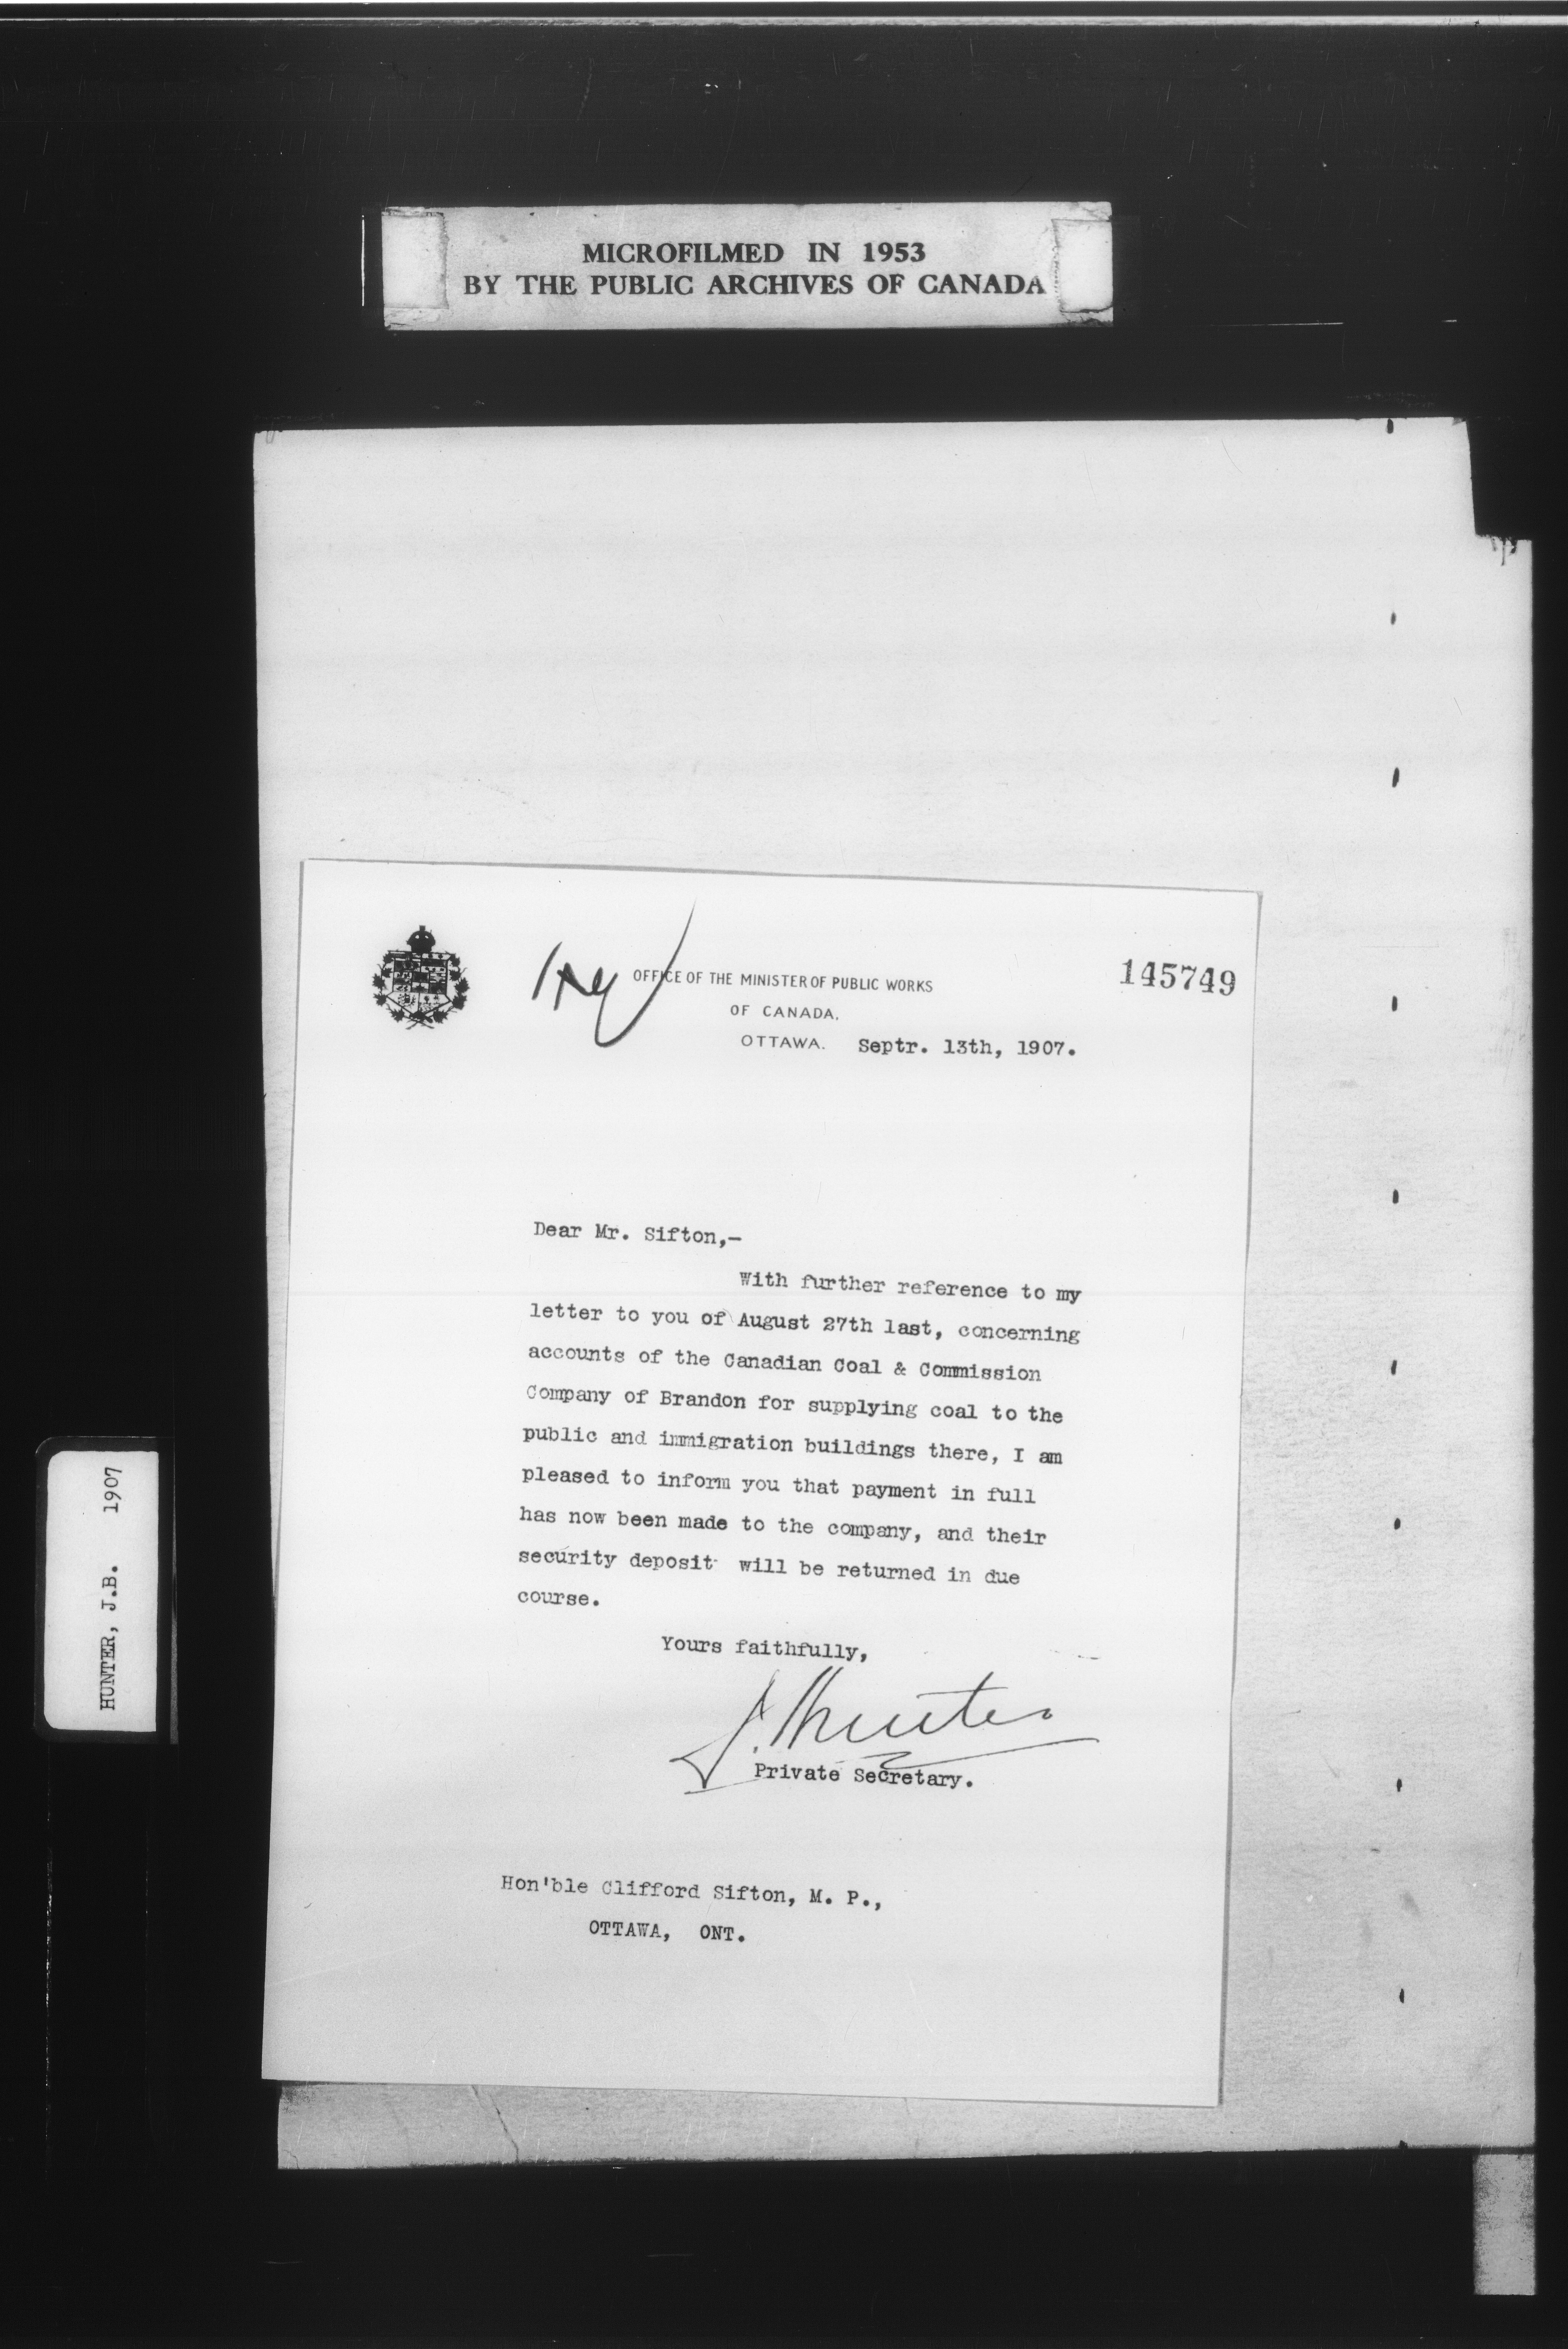 MICROFILMED IN 1953
BY THE PUBLIC ARCHIVES OF CANADA
OFFICE OF THE MINISTER OF PUBLIC WORKS
OF CANADA.
OTTAWA. Septr. 13th, 1907.
145749
Dear Mr. Sifton,-
With further reference to my
letter to you of August 27th last, concerning
accounts of the Canadian Coal & Commission
Company of Brandon for supplying coal to the
public and immigration buildings there, I am
pleased to inform you that payment in full
has now been made to the company, and their
security deposit will be returned in due
course.
Yours faithfully,
J. Hunter
Private Secretary.
Hon'ble Clifford Sifton, M. P.,
OTTAWA, ONT.
HUNTER, J.B. 1907